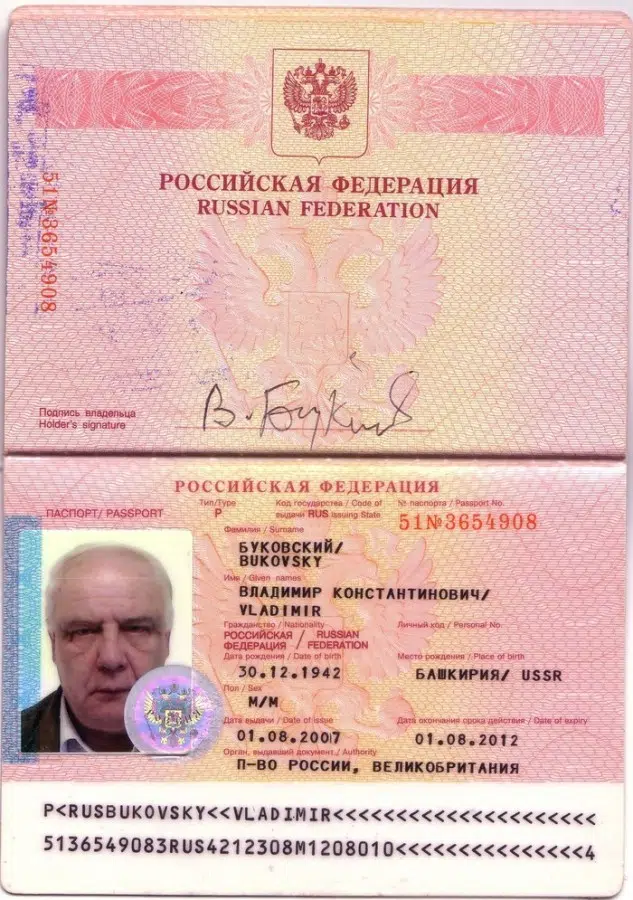 51№3654908
РОССИЙСКАЯ ФЕДЕРАЦИЯ
RUSSIAN FEDERATION
Подпись владельца
Holder's signature
В. Буковский
РОССИЙСКАЯ ФЕДЕРАЦИЯ
ПАСПОРТ/ PASSPORT
Тип/Type
P
Код государства / Code of
выдачи RUS Issuing State
№ паспорта / Passport No.
51№3654908
Фамилия / Surname
БУКОВСКИЙ/
BUKOVSKY
Имя / Given names
ВЛАДИМИР КОНСТАНТИНОВИЧ/
VLADIMIR
Гражданство / Nationality
РОССИЙСКАЯ / RUSSIAN
ФЕДЕРАЦИЯ / FEDERATION
Личный код / Personal No.
Дата рождения / Date of birth
30.12.1942
Место рождения / Place of birth
БАШКИРИЯ/ USSR
Пол / Sex
М/M
Дата выдачи / Date of issue
01.08.2007
Дата окончания срока действия / Date of expiry
01.08.2012
Орган, выдавший документ / Authority
П-ВО РОССИИ, ВЕЛИКОБРИТАНИЯ
P<RUSBUKOVSKY<<VLADIMIR<<<<<<<<<<<<<<<<<<<<<
5136549083RUS4212308M1208010<<<<<<<<<<<<<<<4